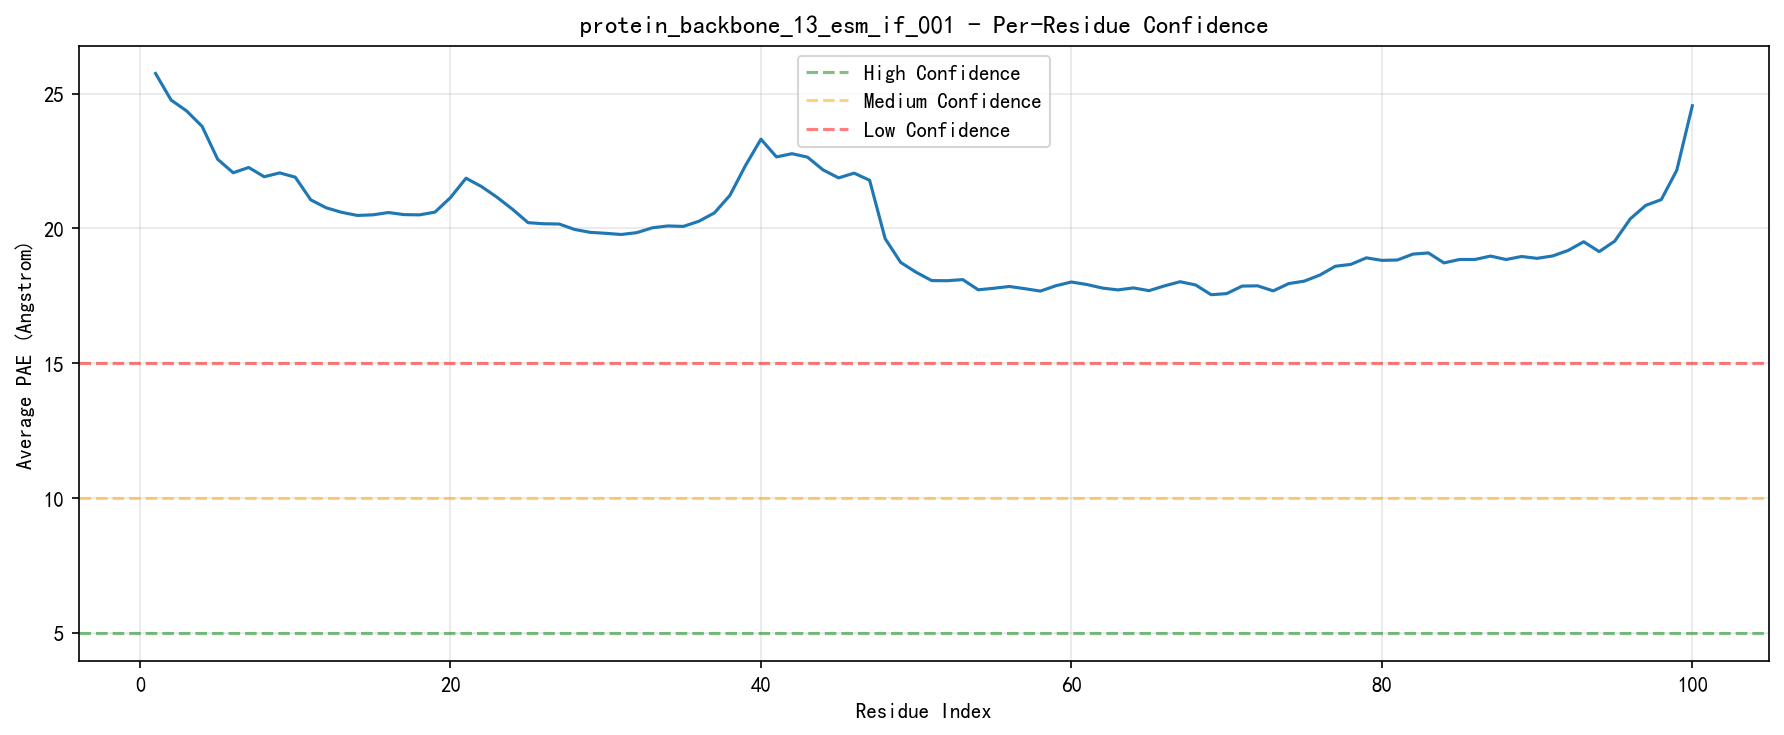 protein_backbone_13_esm_if_001 - Per-Residue Confidence
High Confidence
Medium Confidence
Low Confidence
Average PAE (Angstrom)
25
20
15
10
5
0 20 40 60 80 100
Residue Index